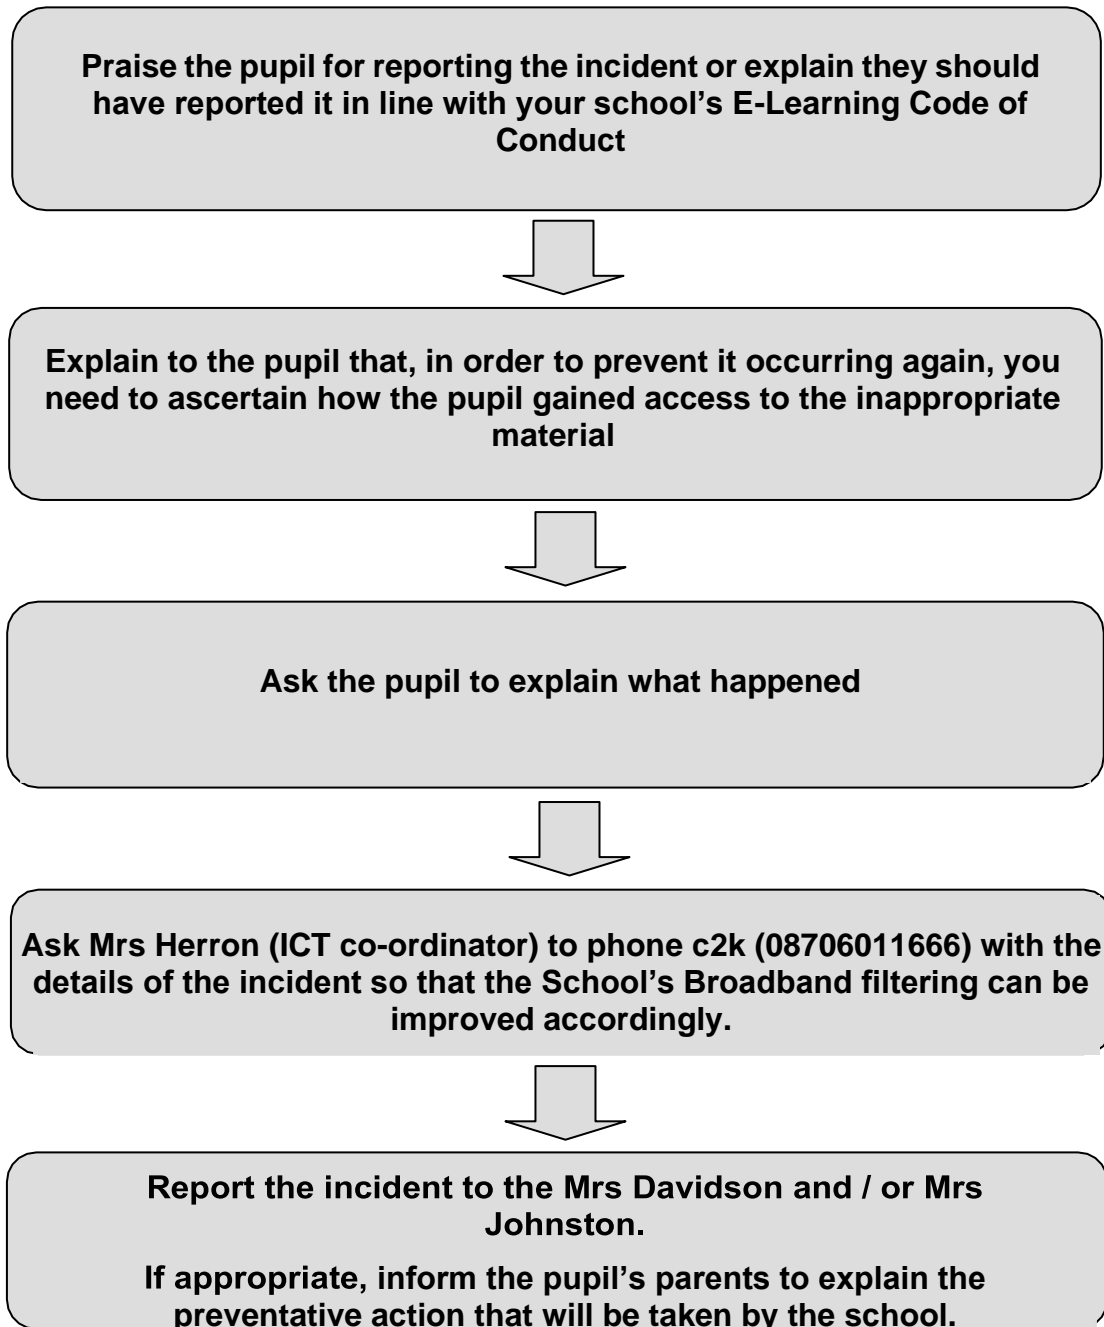 Praise the pupil for reporting the incident or explain they should
have reported it in line with your school’s E-Learning Code of
Conduct
Explain to the pupil that, in order to prevent it occurring again, you
need to ascertain how the pupil gained access to the inappropriate
material
Ask the pupil to explain what happened
Ask Mrs Herron (ICT co-ordinator) to phone c2k (08706011666) with the
details of the incident so that the School’s Broadband filtering can be
improved accordingly.
Report the incident to the Mrs Davidson and / or Mrs
Johnston.
If appropriate, inform the pupil’s parents to explain the
preventative action that will be taken by the school.